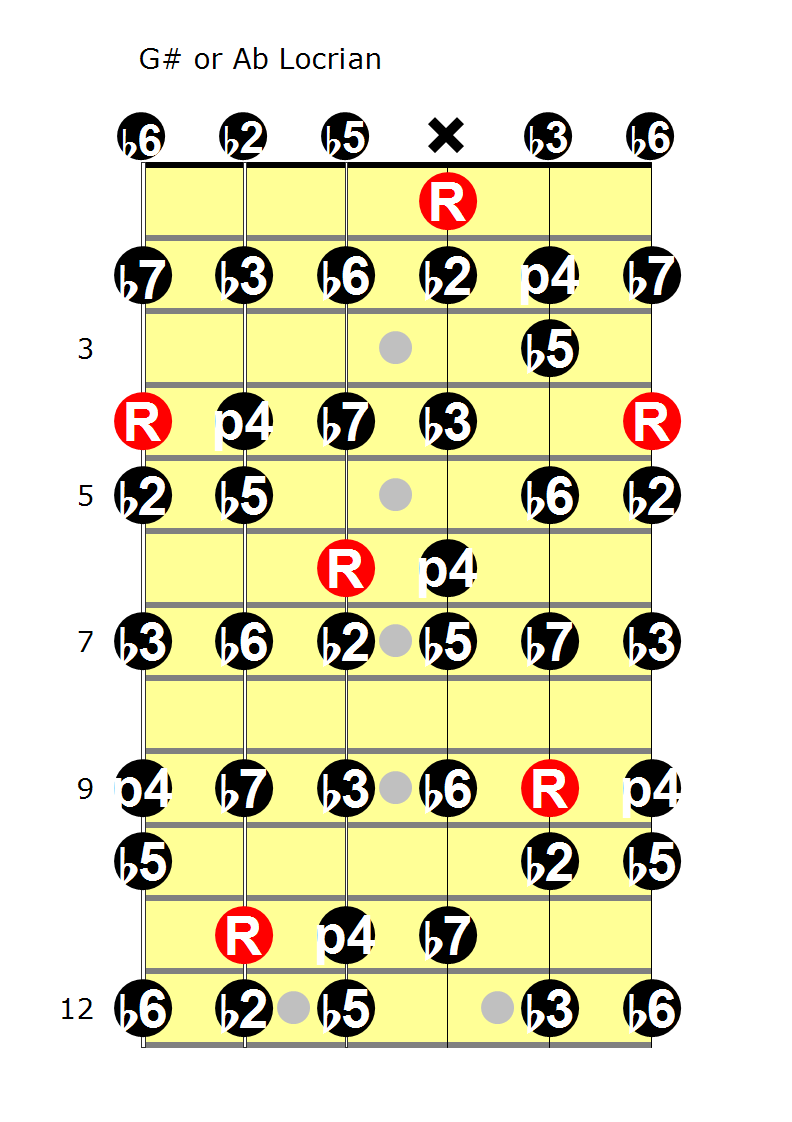 G# or Ab Locrian
♭6 ♭2 ♭5 × ♭3 ♭6
R
♭7 ♭3 ♭6 ♭2 p4 ♭7
3 ♭5
R p4 ♭7 ♭3 R
5 ♭2 ♭5 ♭6 ♭2
R p4
7 ♭3 ♭6 ♭2 ♭5 ♭7 ♭3
9 p4 ♭7 ♭3 ♭6 R p4
♭5 ♭2 ♭5
R p4 ♭7
12 ♭6 ♭2 ♭5 ♭3 ♭6